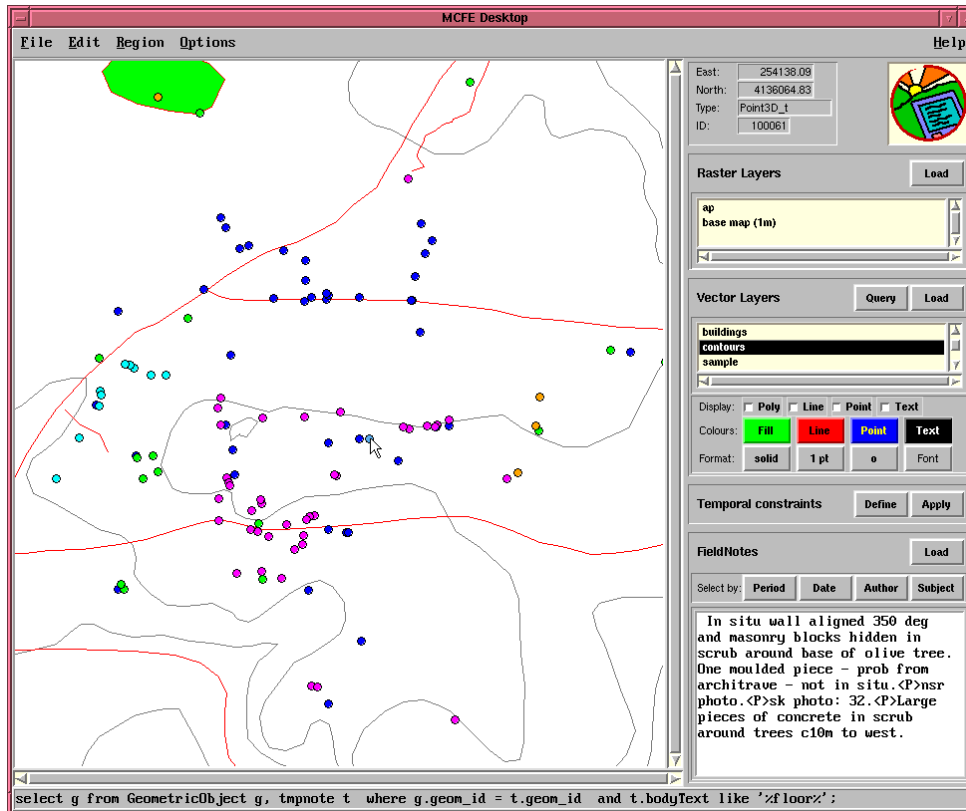 MCFE Desktop
File Edit Region Options Help
East: 254138.09
North: 4136064.83
Type: Point3D_t
ID: 100061
Raster Layers Load
ap
base map (1m)
Vector Layers Query Load
buildings
contours
sample
Display: Poly Line Point Text
Colours: Fill Line Point Text
Format: solid 1 pt o Font
Temporal constraints Define Apply
FieldNotes Load
Select by: Period Date Author Subject
In situ wall aligned 350 deg
and masonry blocks hidden in
scrub around base of olive tree.
One moulded piece - prob from
architrave - not in situ.<P>nsr
photo.<P>sk photo: 32.<P>Large
pieces of concrete in scrub
around trees c10m to west.
select g from GeometricObject g, tmpnote t where g.geom_id = t.geom_id and t.bodyText like '%floor%';